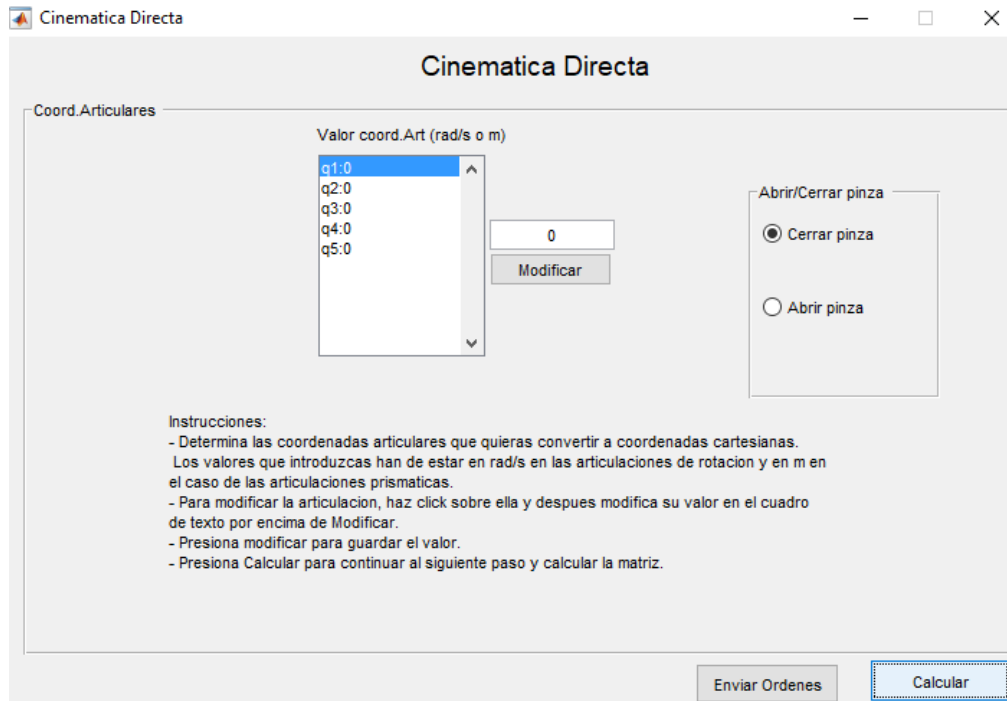 Cinematica Directa
Cinematica Directa
Coord.Articulares
Valor coord.Art (rad/s o m)
q1:0
q2:0
q3:0
q4:0
q5:0
0
Modificar
Abrir/Cerrar pinza
Cerrar pinza
Abrir pinza
Instrucciones:
- Determina las coordenadas articulares que quieras convertir a coordenadas cartesianas.
Los valores que introduzcas han de estar en rad/s en las articulaciones de rotacion y en m en
el caso de las articulaciones prismaticas.
- Para modificar la articulacion, haz click sobre ella y despues modifica su valor en el cuadro
de texto por encima de Modificar.
- Presiona modificar para guardar el valor.
- Presiona Calcular para continuar al siguiente paso y calcular la matriz.
Enviar Ordenes
Calcular